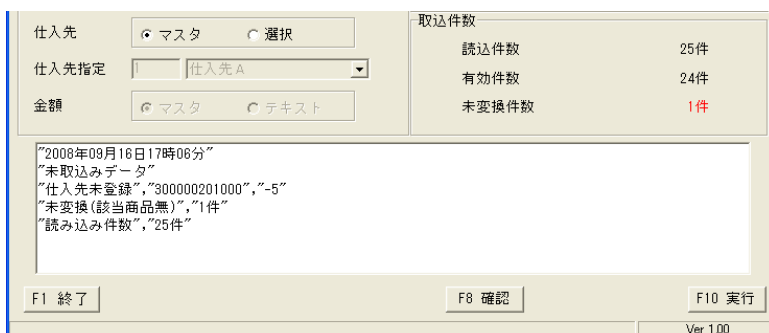 取込件数
仕入先
マスタ
選択
読込件数
25件
仕入先指定
1
仕入先A
有効件数
24件
金額
マスタ
テキスト
未変換件数
1件
"2008年09月16日17時06分"
"未取込みデータ"
"仕入先未登録","300000201000","-5"
"未変換(該当商品無)","1件"
"読み込み件数","25件"
F1 終了
F8 確認
F10 実行
Ver 1.00